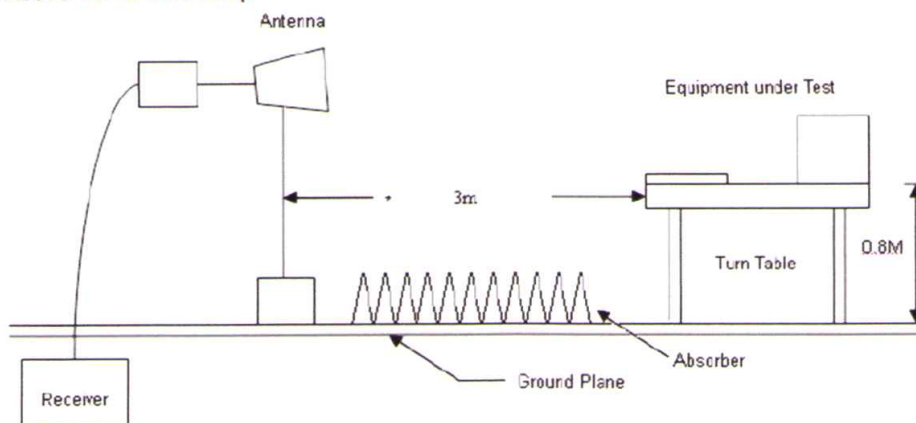 Antenna
Equipment under Test
3m
0.8M
Turn Table
Absorber
Ground Plane
Receiver